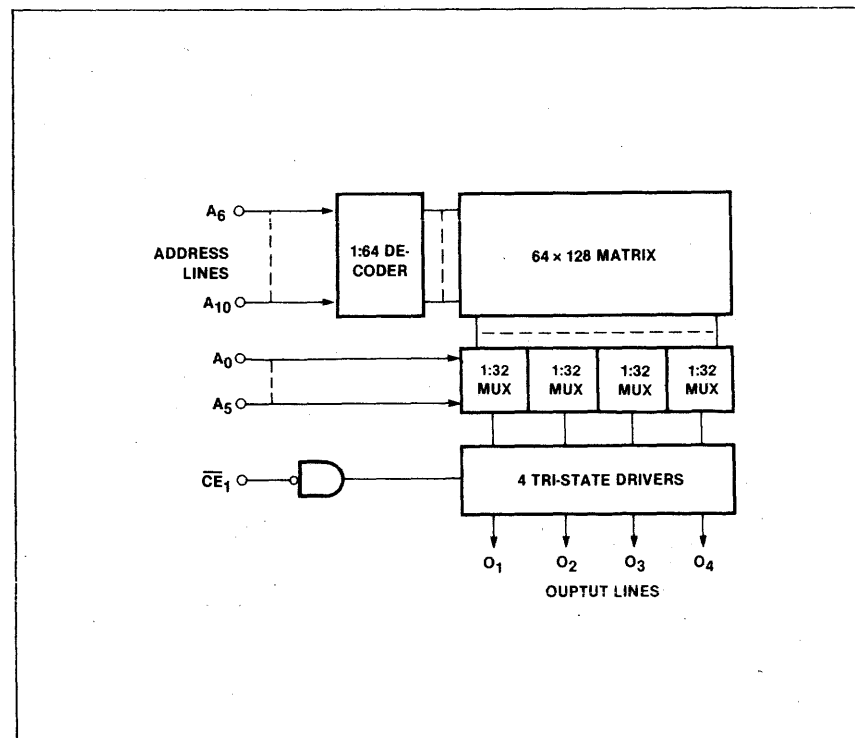 A6
ADDRESS
LINES
A10
1:64 DE-
CODER
64 × 128 MATRIX
A0
A5
1:32
MUX
1:32
MUX
1:32
MUX
1:32
MUX
CE1
4 TRI-STATE DRIVERS
O1 O2 O3 O4
OUPTUT LINES